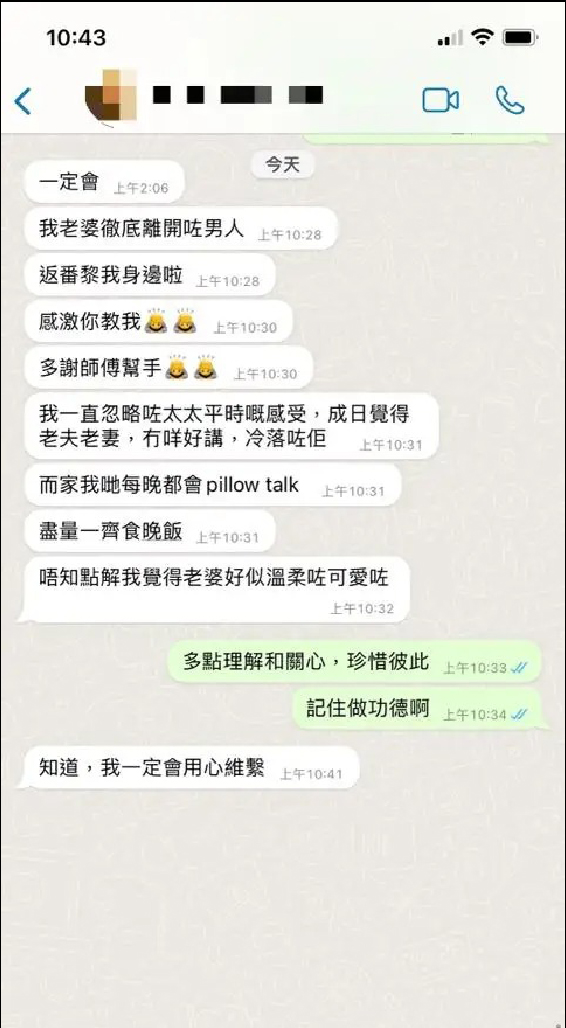 10:43
今天
一定會 上午2:06
我老婆徹底離開咗男人 上午10:28
返番黎我身邊啦 上午10:28
感激你教我🙇🙇 上午10:30
多謝師傅幫手🙇🙇 上午10:30
我一直忽略咗太太平時嘅感受，成日覺得
老夫老妻，冇咩好講，冷落咗佢 上午10:31
而家我哋每晚都會pillow talk 上午10:31
盡量一齊食晚飯 上午10:31
唔知點解我覺得老婆好似溫柔咗可愛咗
上午10:32
多點理解和關心，珍惜彼此 上午10:33
記住做功德啊 上午10:34
知道，我一定會用心維繫 上午10:41